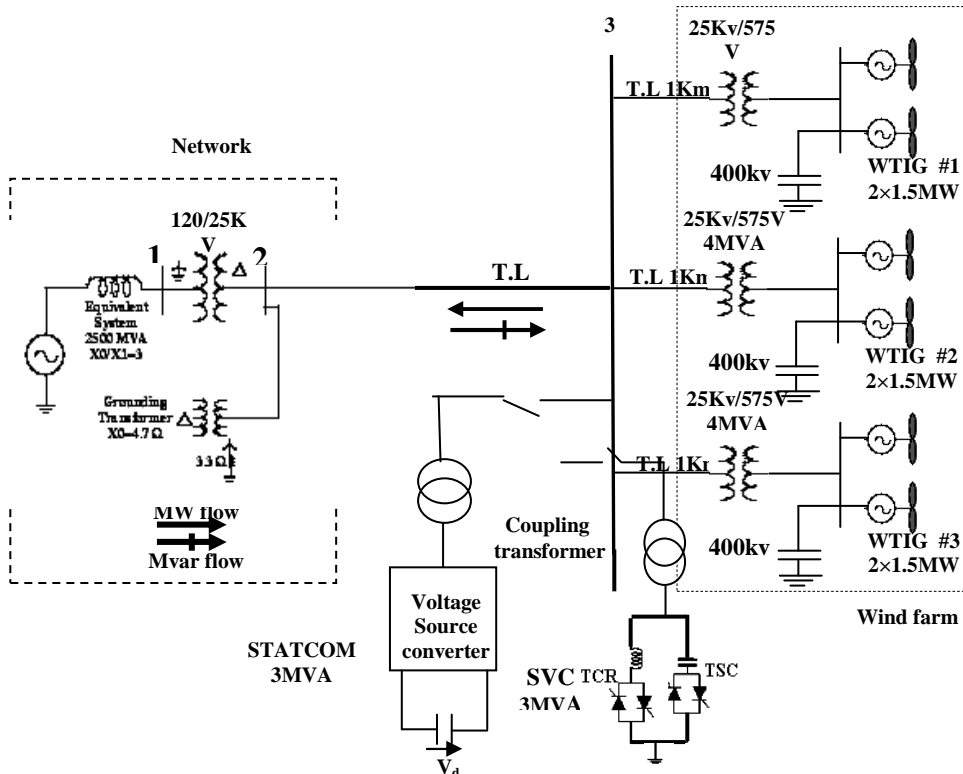 3
25Kv/575
V
T.L 1Km
Network
400kv
WTIG #1
2×1.5MW
120/25K
V
1
2
25Kv/575V
4MVA
T.L
T.L 1Kn
Equivalent
System
2500 MVA
X0/X1=3
400kv
WTIG #2
2×1.5MW
25Kv/575V
4MVA
Grounding
Transformer
X0=4.7 Ω
3.3 Ω
T.L 1Kı
MW flow
Mvar flow
Coupling
transformer
400kv
WTIG #3
2×1.5MW
Voltage
Source
converter
Wind farm
STATCOM
3MVA
SVC
3MVA
TCR
TSC
Vd